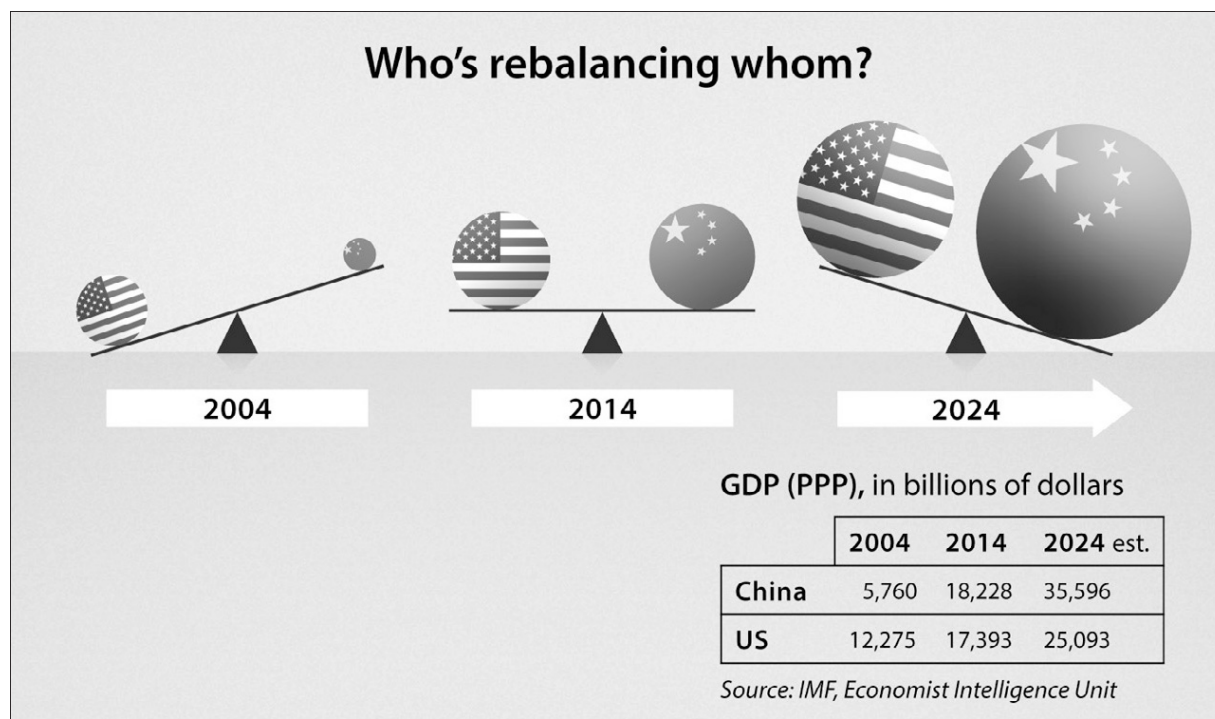 Who's rebalancing whom?
2004
2014
2024
GDP (PPP), in billions of dollars
2004 2014 2024 est.
China 5,760 18,228 35,596
US 12,275 17,393 25,093
Source: IMF, Economist Intelligence Unit